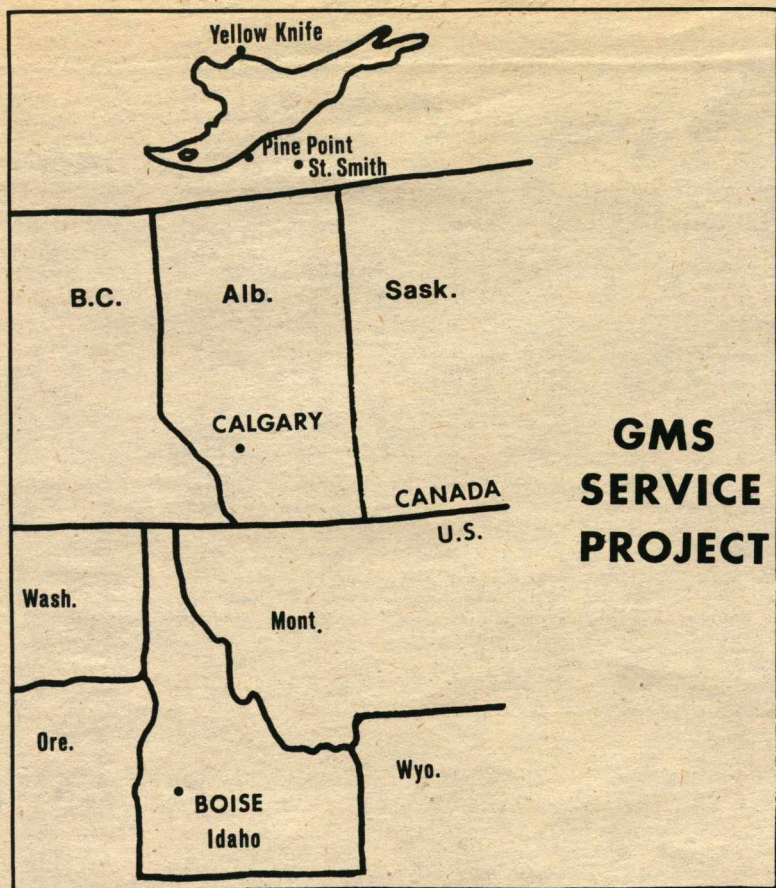 Yellow Knife
Pine Point
St. Smith
B.C.
Alb.
Sask.
CALGARY
CANADA
U.S.
GMS
SERVICE
PROJECT
Wash.
Mont.
Ore.
Wyo.
BOISE
Idaho